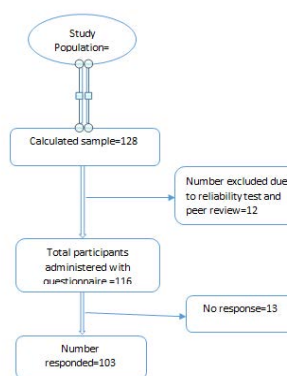 Study
Population=
Calculated sample=128
Number excluded due
to reliability test and
peer review=12
Total participants
administered with
questionnaire =116
No response=13
Number
responded=103